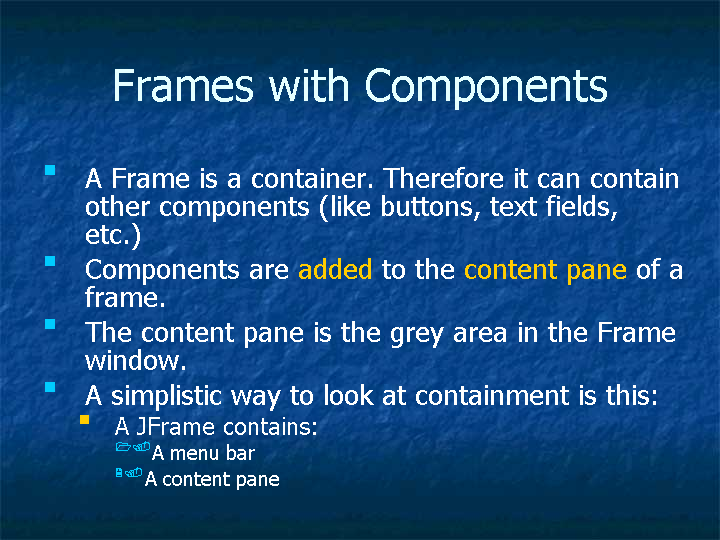 Frames with Components
A Frame is a container. Therefore it can contain
other components (like buttons, text fields,
etc.)
Components are added to the content pane of a
frame.
The content pane is the grey area in the Frame
window.
A simplistic way to look at containment is this:
A JFrame contains:
A menu bar
A content pane